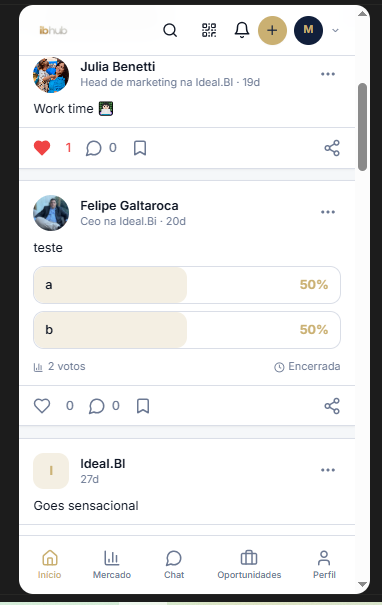 ibhub
M
Julia Benetti
Head de marketing na Ideal.BI · 19d
Work time
1 0
Felipe Galtaroca
Ceo na Ideal.Bi · 20d
teste
a 50%
b 50%
2 votos Encerrada
0 0
I
Ideal.BI
27d
Goes sensacional
Início Mercado Chat Oportunidades Perfil